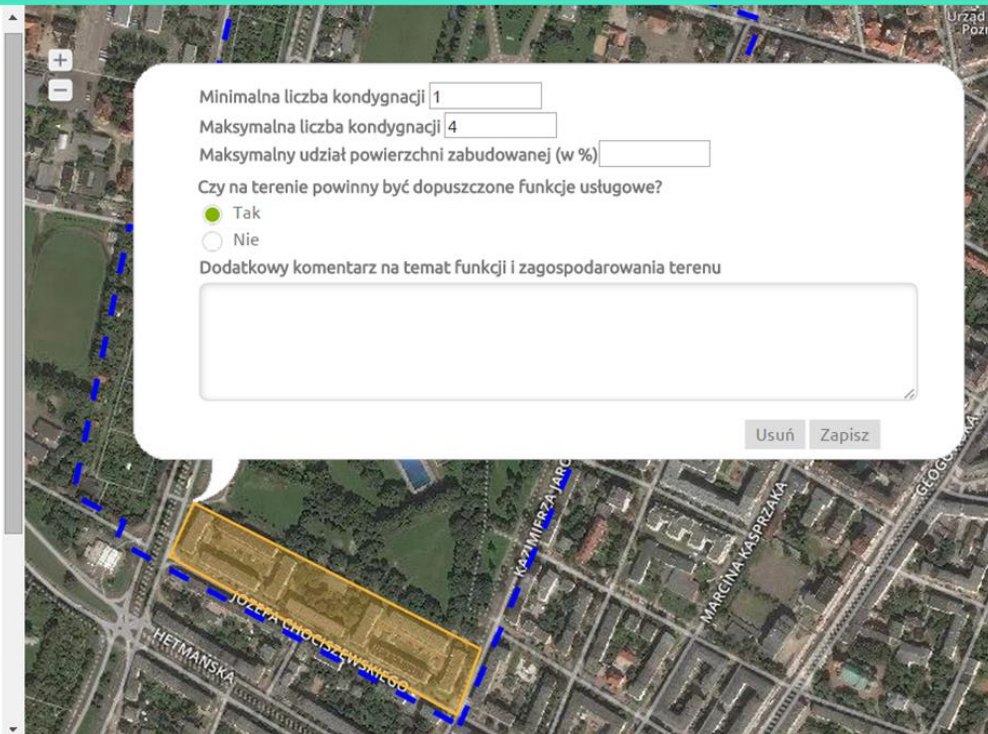 Urząd
Pozn
+
−
Minimalna liczba kondygnacji 1
Maksymalna liczba kondygnacji 4
Maksymalny udział powierzchni zabudowanej (w %)
Czy na terenie powinny być dopuszczone funkcje usługowe?
Tak
Nie
Dodatkowy komentarz na temat funkcji i zagospodarowania terenu
Usuń Zapisz
GŁOGOWSKA
KAZIMIERZA JARO
MARCINA KASPRZAKA
JÓZEFA CHOCISZEWSKIEGO
HETMAŃSKA